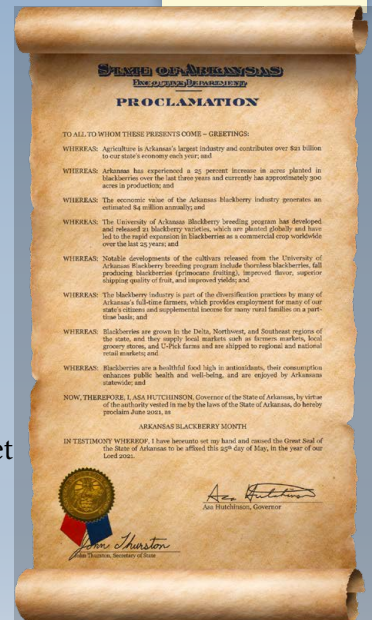 STATE OF ARKANSAS
EXECUTIVE DEPARTMENT
PROCLAMATION
TO ALL TO WHOM THESE PRESENTS COME – GREETINGS:
WHEREAS: Agriculture is Arkansas's largest industry and contributes over $21 billion
to our state's economy each year; and
WHEREAS: Arkansas has experienced a 25 percent increase in acres planted in
blackberries over the last three years and currently has approximately 300
acres in production; and
WHEREAS: The economic value of the Arkansas blackberry industry generates an
estimated $4 million annually; and
WHEREAS: The University of Arkansas Blackberry breeding program has developed
and released 21 blackberry varieties, which are planted globally and have
led to the rapid expansion in blackberries as a commercial crop worldwide
over the last 25 years; and
WHEREAS: Notable developments of the cultivars released from the University of
Arkansas Blackberry breeding program include thornless blackberries, fall
producing blackberries (primocane fruiting), improved flavor, superior
shipping quality of fruit, and improved yields; and
WHEREAS: The blackberry industry is part of the diversification practices by many of
Arkansas's full-time farmers, which provides employment for many of our
state's citizens and supplemental income for many rural families on a part-
time basis; and
WHEREAS: Blackberries are grown in the Delta, Northwest, and Southeast regions of
the state, and they supply local markets such as farmers markets, local
grocery stores, and U-Pick farms and are shipped to regional and national
retail markets; and
WHEREAS: Blackberries are a healthful food high in antioxidants, their consumption
enhances public health and well-being, and are enjoyed by Arkansans
statewide; and
NOW, THEREFORE, I, ASA HUTCHINSON, Governor of the State of Arkansas, by virtue
of the authority vested in me by the laws of the State of Arkansas, do hereby
proclaim June 2021, as
ARKANSAS BLACKBERRY MONTH
IN TESTIMONY WHEREOF, I have hereunto set my hand and caused the Great Seal of
the State of Arkansas to be affixed this 25th day of May, in the year of our
Lord 2021.
et
Asa Hutchinson
Asa Hutchinson, Governor
John Thurston
John Thurston, Secretary of State